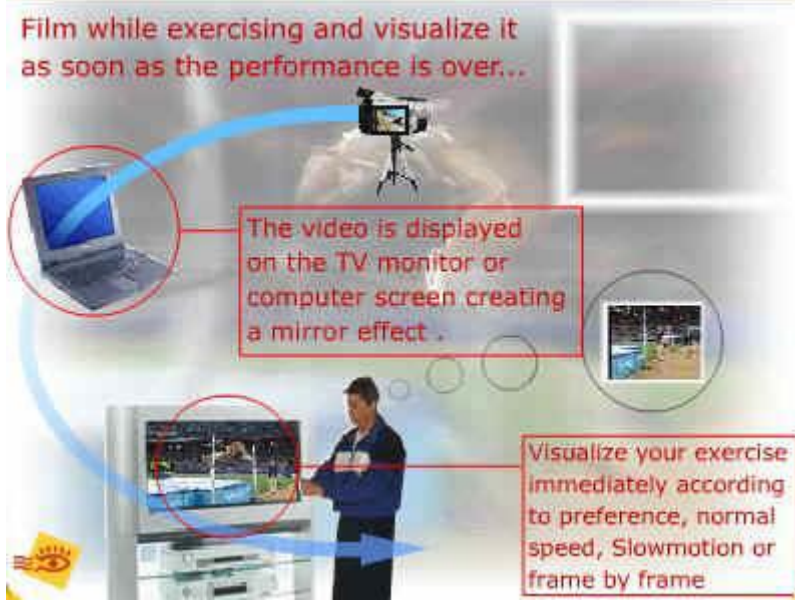 Film while exercising and visualize it
as soon as the performance is over...
The video is displayed
on the TV monitor or
computer screen creating
a mirror effect .
Visualize your exercise
immediately according
to preference, normal
speed, Slowmotion or
frame by frame